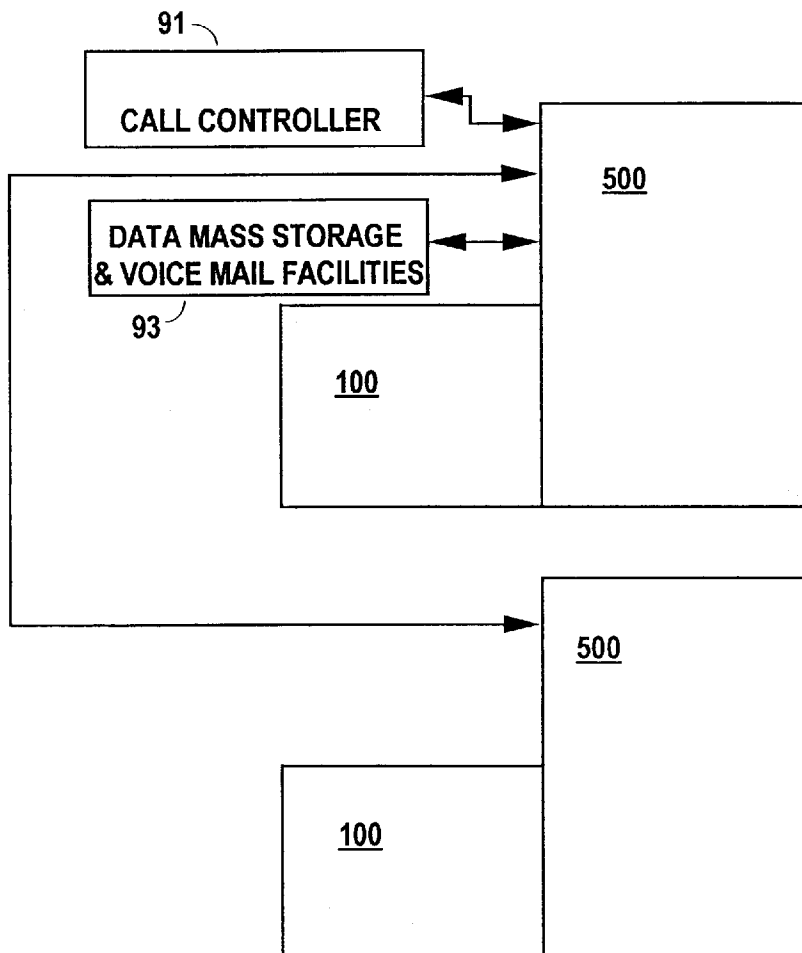 91
CALL CONTROLLER
500
DATA MASS STORAGE
& VOICE MAIL FACILITIES
93
100
500
100